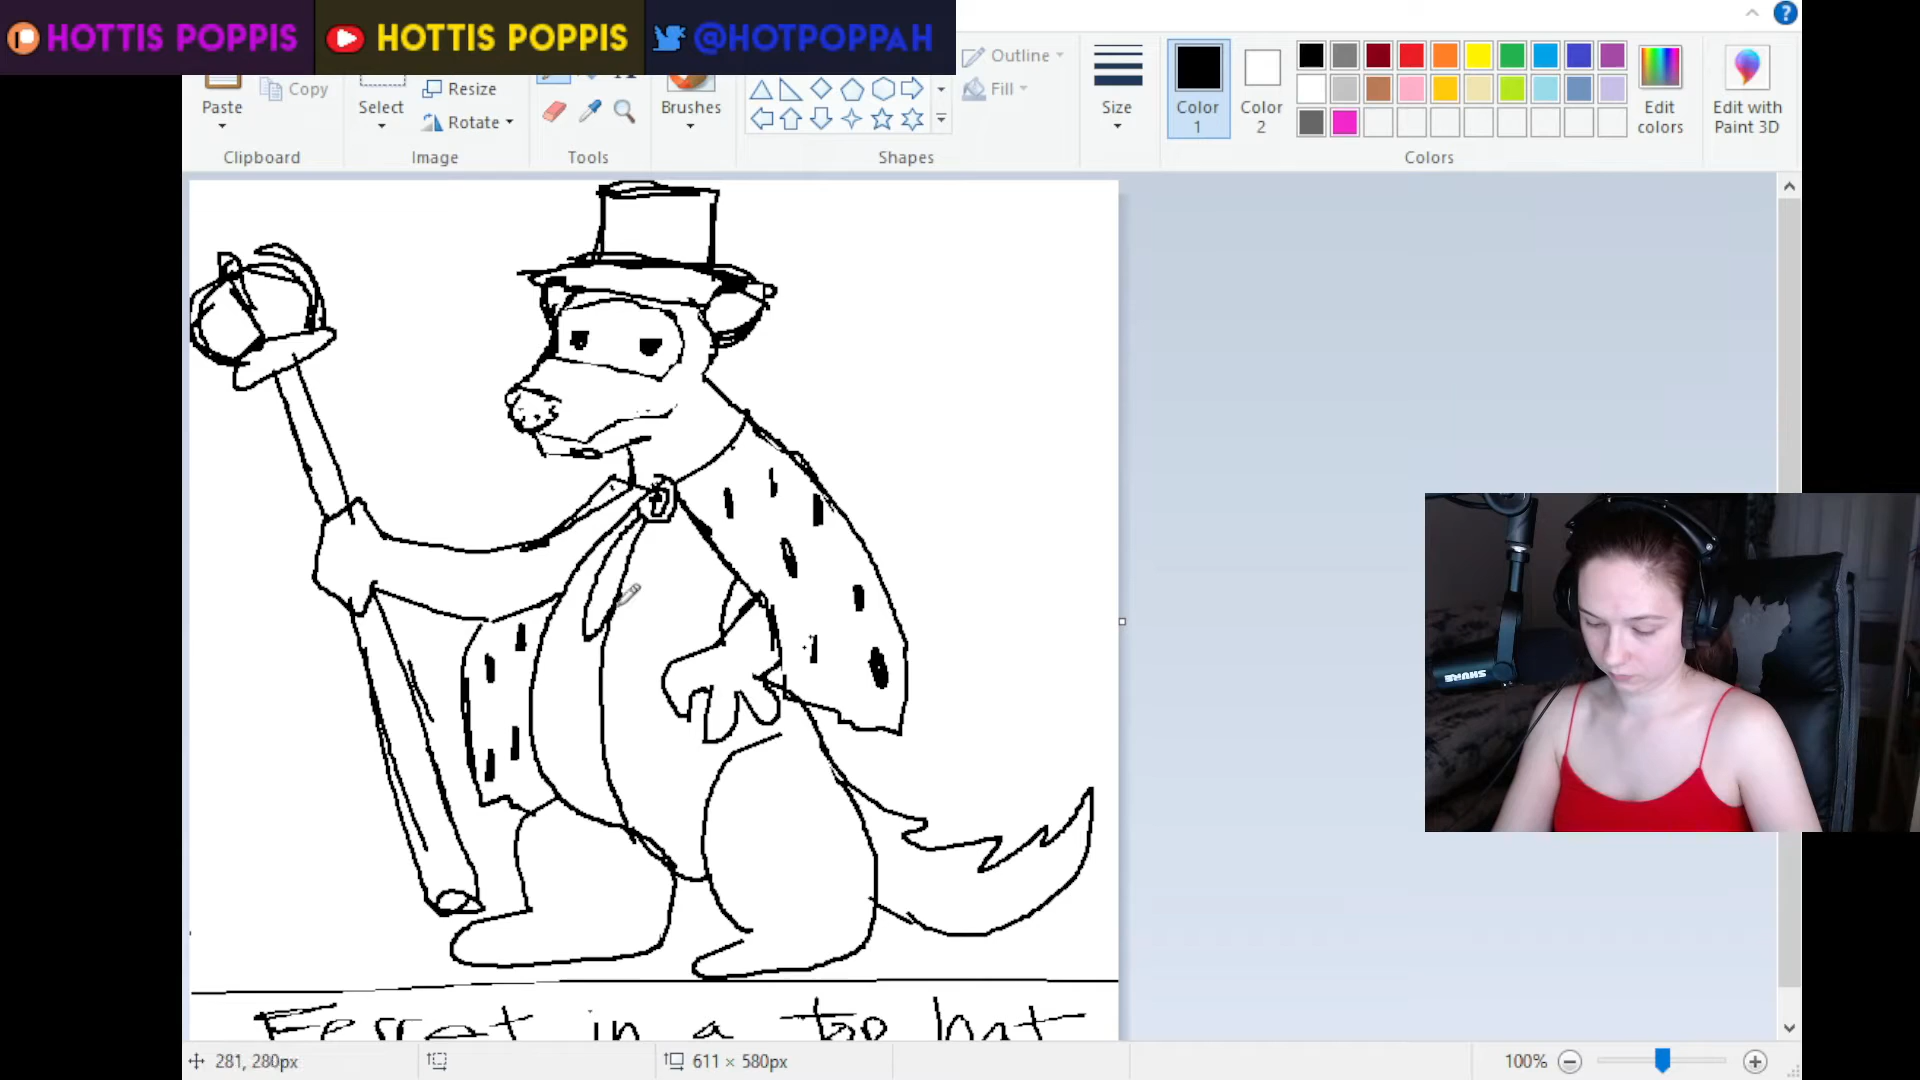 HOTTIS POPPIS
HOTTIS POPPIS
@HOTPOPPAH
Outline
Fill
Paste
Copy
Select
Resize
Rotate
Brushes
Size
Color 1
Color 2
Edit colors
Edit with Paint 3D
Clipboard
Image
Tools
Shapes
Colors
SHURE
Ferret in a top hat
281, 280px
611 × 580px
100%